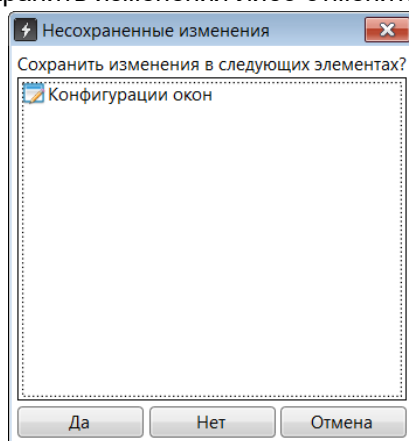 Несохраненные изменения
Сохранить изменения в следующих элементах?
Конфигурации окон
Да
Нет
Отмена